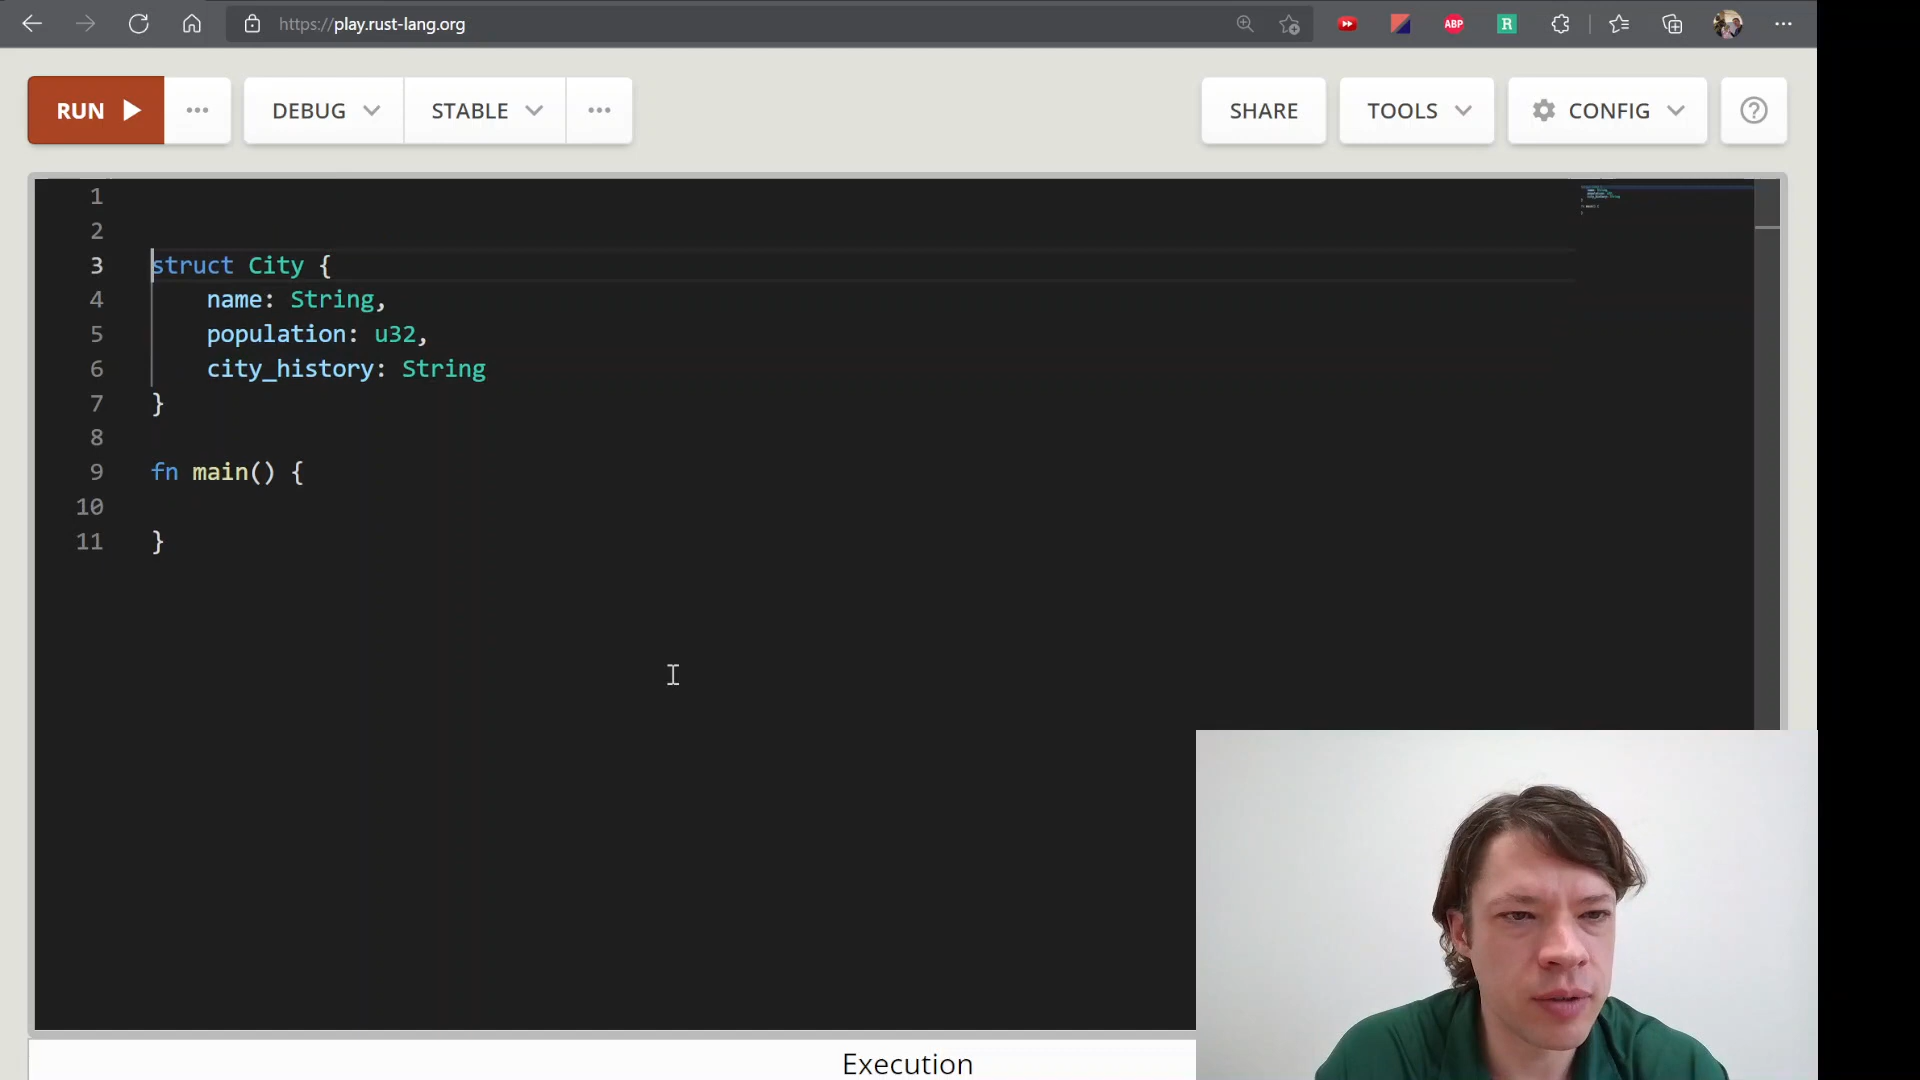 https://play.rust-lang.org
ABP
R
RUN
DEBUG
STABLE
SHARE
TOOLS
CONFIG
1
2
3 struct City {
4 name: String,
5 population: u32,
6 city_history: String
7 }
8
9 fn main() {
10
11 }
Execution